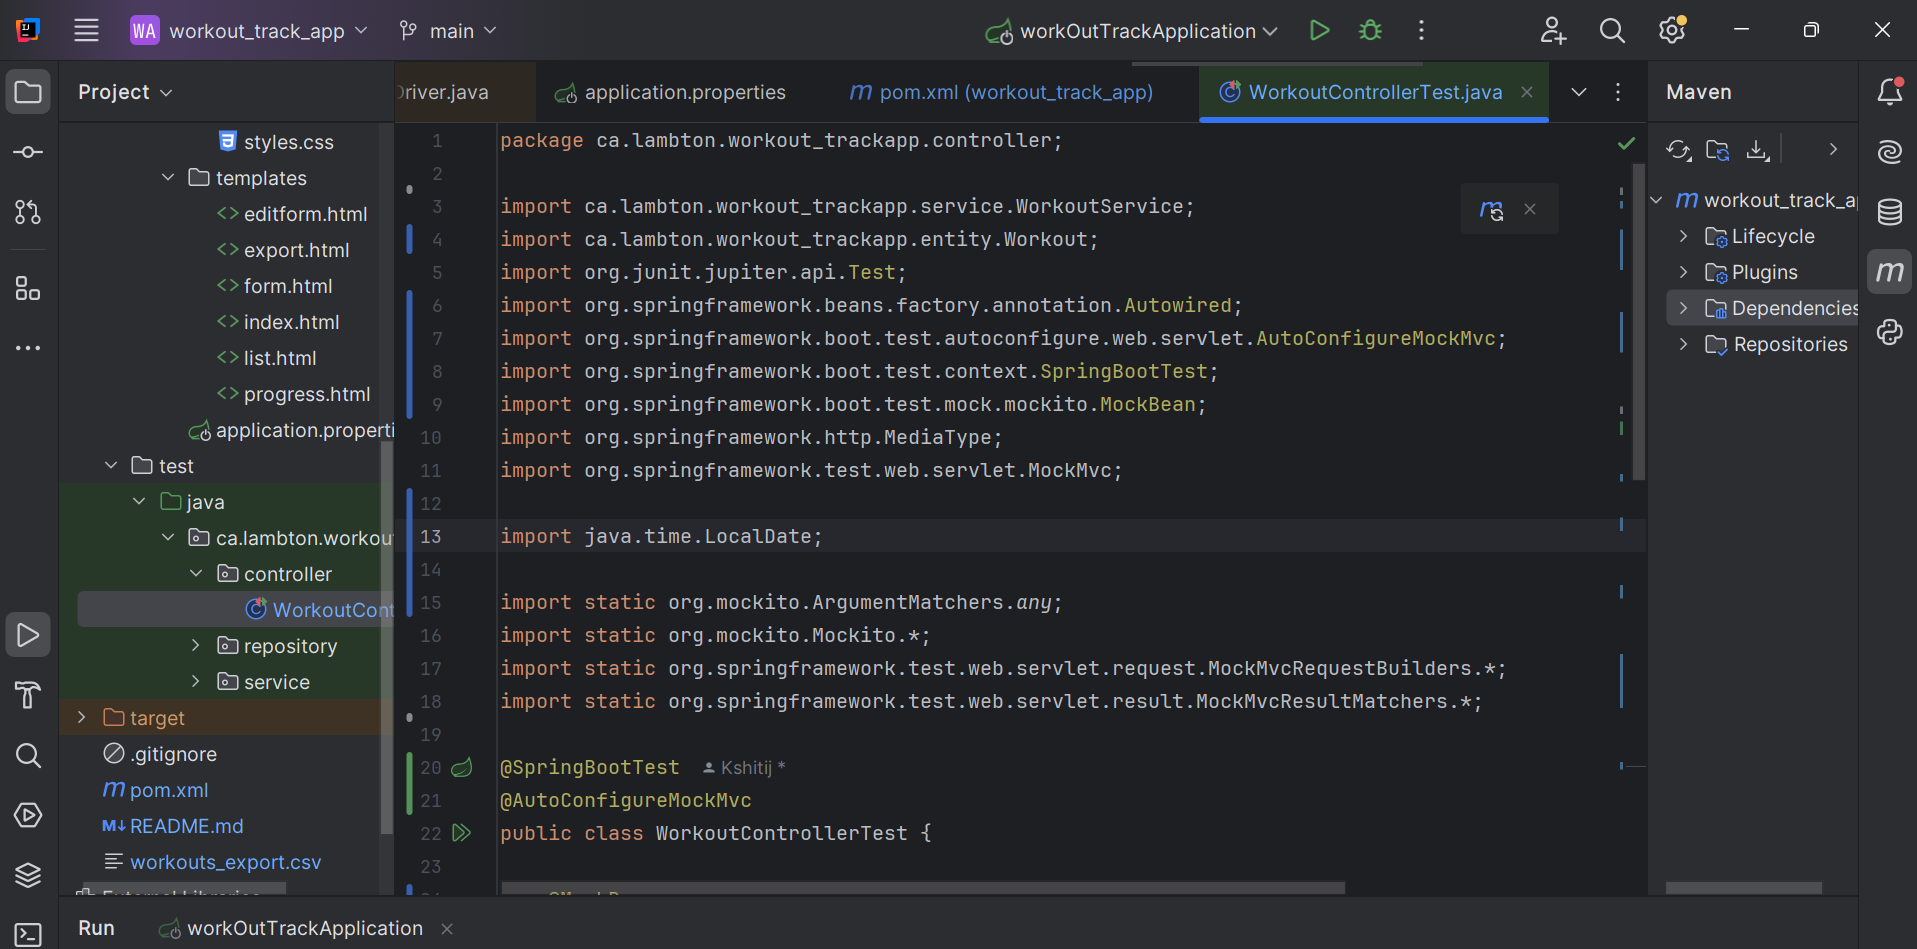 WA workout_track_app main workOutTrackApplication
Project
styles.css
templates
editform.html
export.html
form.html
index.html
list.html
progress.html
application.properti
test
java
ca.lambton.workou
controller
WorkoutCont
repository
service
target
.gitignore
pom.xml
README.md
workouts_export.csv
External Libraries
Driver.java application.properties pom.xml (workout_track_app) WorkoutControllerTest.java
1 package ca.lambton.workout_trackapp.controller;
2
3 import ca.lambton.workout_trackapp.service.WorkoutService;
4 import ca.lambton.workout_trackapp.entity.Workout;
5 import org.junit.jupiter.api.Test;
6 import org.springframework.beans.factory.annotation.Autowired;
7 import org.springframework.boot.test.autoconfigure.web.servlet.AutoConfigureMockMvc;
8 import org.springframework.boot.test.context.SpringBootTest;
9 import org.springframework.boot.test.mock.mockito.MockBean;
10 import org.springframework.http.MediaType;
11 import org.springframework.test.web.servlet.MockMvc;
12
13 import java.time.LocalDate;
14
15 import static org.mockito.ArgumentMatchers.any;
16 import static org.mockito.Mockito.*;
17 import static org.springframework.test.web.servlet.request.MockMvcRequestBuilders.*;
18 import static org.springframework.test.web.servlet.result.MockMvcResultMatchers.*;
19
20 @SpringBootTest Kshitij *
21 @AutoConfigureMockMvc
22 public class WorkoutControllerTest {
23
Maven
workout_track_a
Lifecycle
Plugins
Dependencies
Repositories
Run workOutTrackApplication